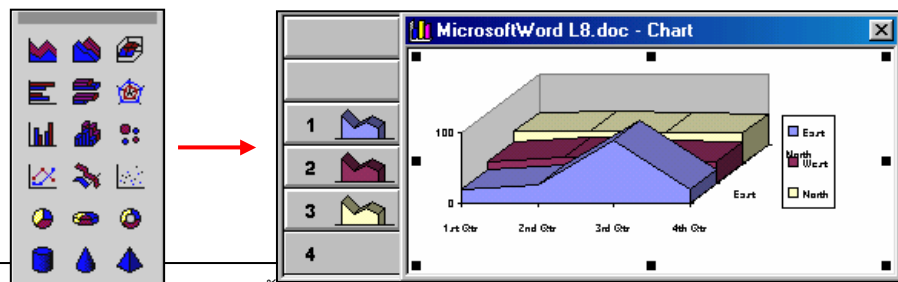 MicrosoftWord L8.doc - Chart
1
2
3
4
100
0
1st Qtr 2nd Qtr 3rd Qtr 4th Qtr
East
North
East
West
North